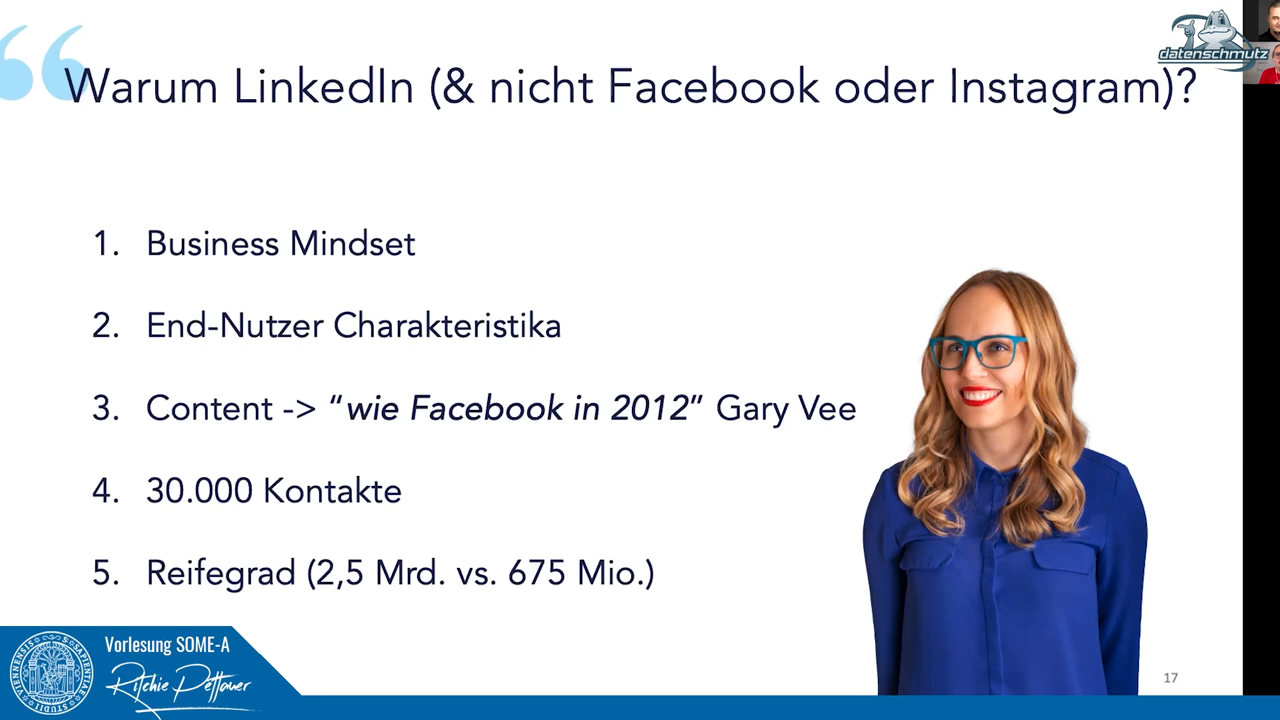 datenschmutz
Warum LinkedIn (& nicht Facebook oder Instagram)?
1. Business Mindset
2. End-Nutzer Charakteristika
3. Content -> “wie Facebook in 2012” Gary Vee
4. 30.000 Kontakte
5. Reifegrad (2,5 Mrd. vs. 675 Mio.)
Vorlesung SOME-A
Ritchie Pettauer
17